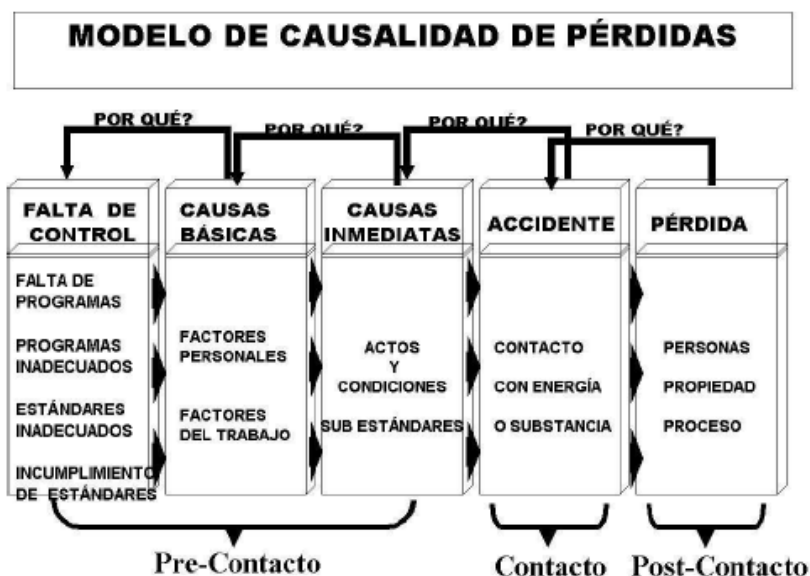 MODELO DE CAUSALIDAD DE PÉRDIDAS
POR QUÉ?
POR QUÉ?
POR QUÉ?
POR QUÉ?
FALTA DE
CONTROL
FALTA DE
PROGRAMAS
PROGRAMAS
INADECUADOS
ESTÁNDARES
INADECUADOS
INCUMPLIMIENTO
DE ESTÁNDARES
CAUSAS
BÁSICAS
FACTORES
PERSONALES
FACTORES
DEL TRABAJO
CAUSAS
INMEDIATAS
ACTOS
Y
CONDICIONES
SUB ESTÁNDARES
ACCIDENTE
CONTACTO
CON ENERGÍA
O SUBSTANCIA
PÉRDIDA
PERSONAS
PROPIEDAD
PROCESO
Pre-Contacto
Contacto
Post-Contacto